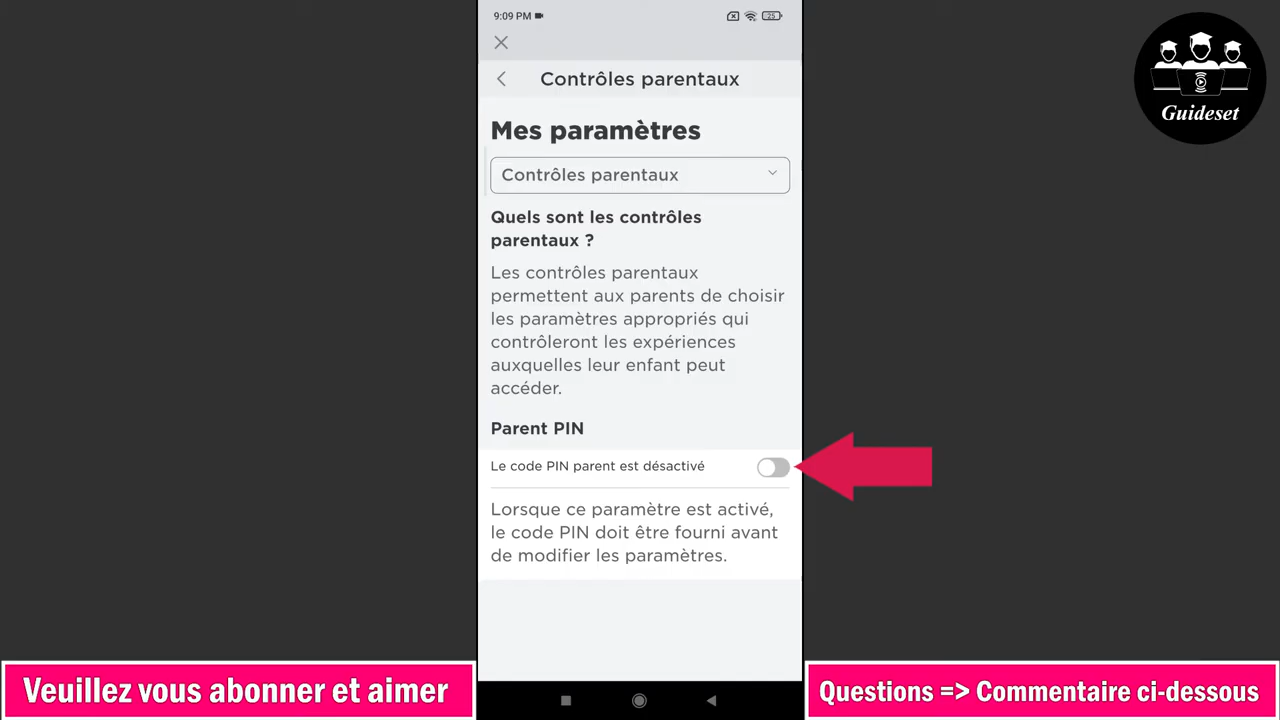 9:09 PM
25
Contrôles parentaux
Mes paramètres
Contrôles parentaux
Quels sont les contrôles
parentaux ?
Les contrôles parentaux
permettent aux parents de choisir
les paramètres appropriés qui
contrôleront les expériences
auxquelles leur enfant peut
accéder.
Parent PIN
Le code PIN parent est désactivé
Lorsque ce paramètre est activé,
le code PIN doit être fourni avant
de modifier les paramètres.
Guideset
Veuillez vous abonner et aimer
Questions => Commentaire ci-dessous